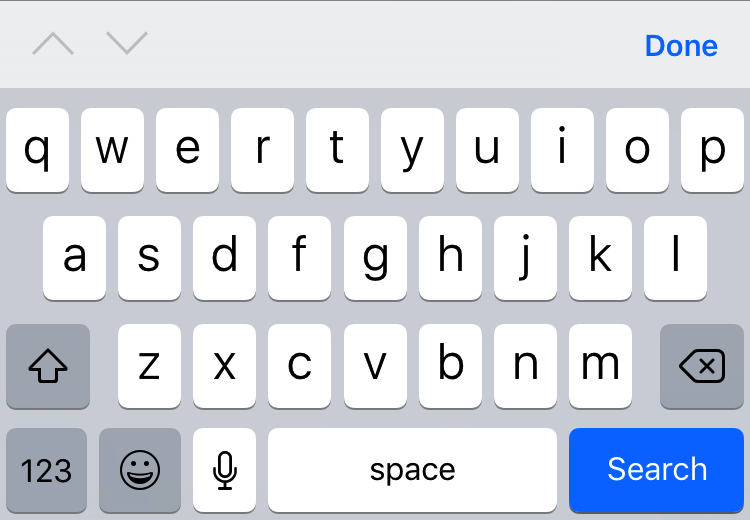 Done
q w e r t y u i o p
a s d f g h j k l
z x c v b n m
123 space Search